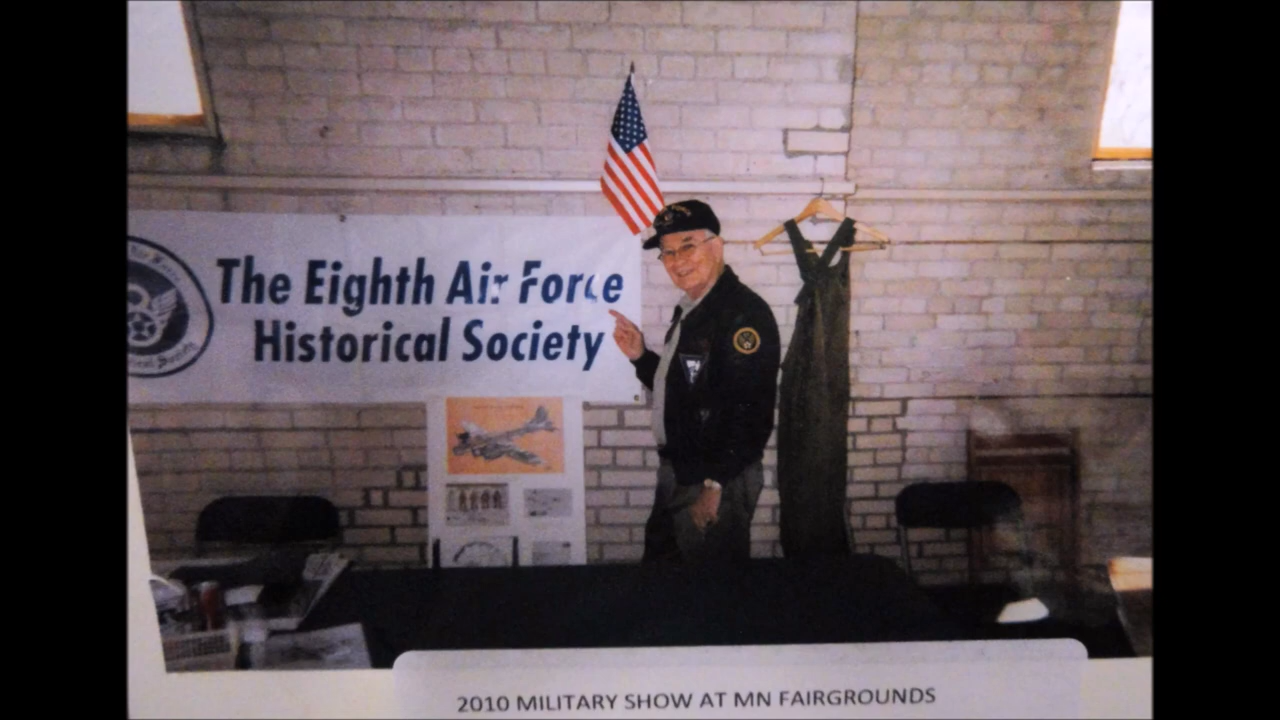 The Eighth Air Force
Historical Society
2010 MILITARY SHOW AT MN FAIRGROUNDS